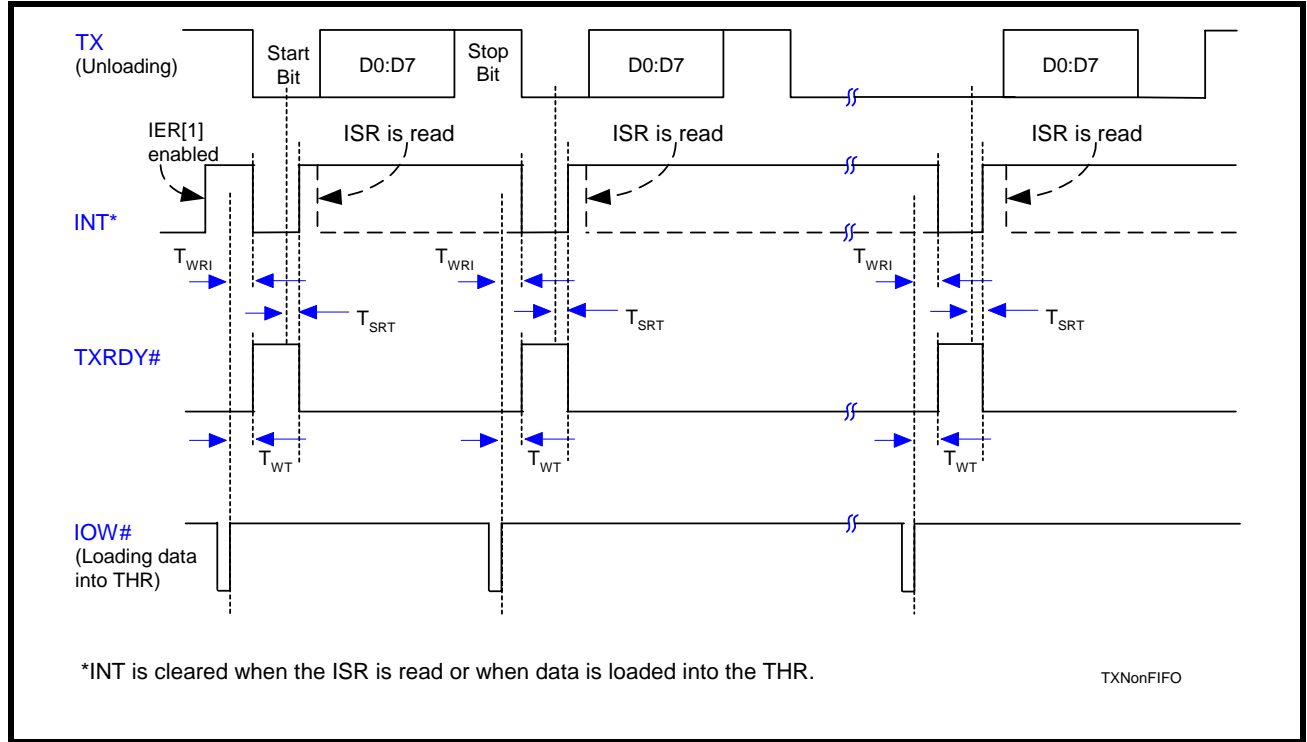 TX
(Unloading)
Start
Bit
D0:D7
Stop
Bit
D0:D7
D0:D7
IER[1]
enabled
ISR is read
ISR is read
ISR is read
INT*
TWRI
TWRI
TWRI
TSRT
TSRT
TSRT
TXRDY#
TWT
TWT
TWT
IOW#
(Loading data
into THR)
*INT is cleared when the ISR is read or when data is loaded into the THR.
TXNonFIFO